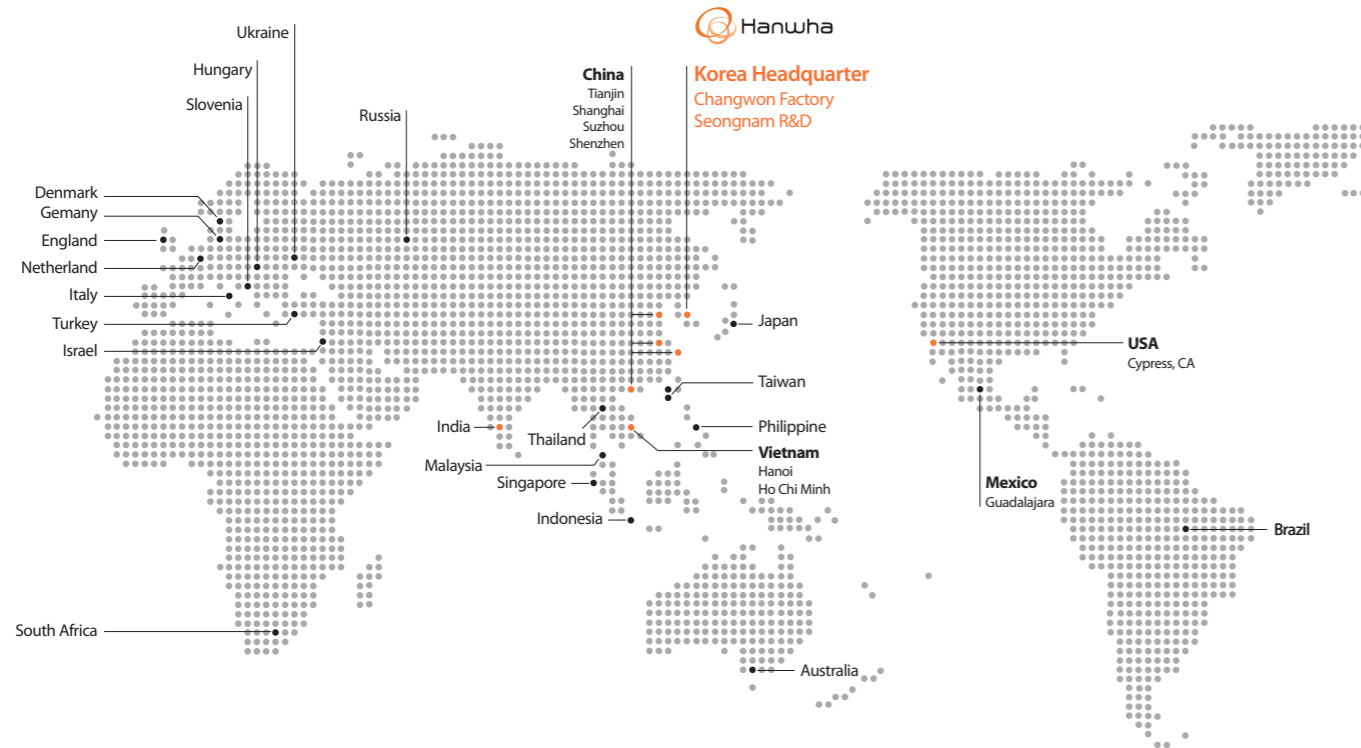 Hanwha
Ukraine
Hungary
Slovenia
Russia
China
Tianjin
Shanghai
Suzhou
Shenzhen
Korea Headquarter
Changwon Factory
Seongnam R&D
Denmark
Gemany
England
Netherland
Italy
Turkey
Israel
Japan
USA
Cypress, CA
Taiwan
India
Thailand
Philippine
Malaysia
Vietnam
Hanoi
Ho Chi Minh
Singapore
Indonesia
Mexico
Guadalajara
Brazil
South Africa
Australia